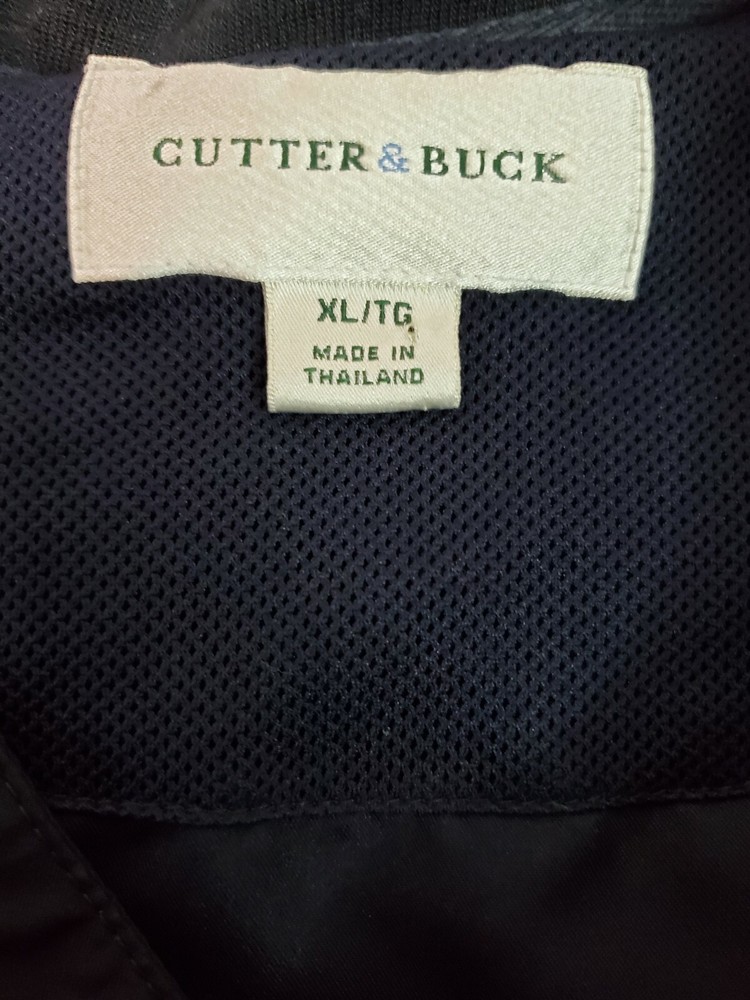 CUTTER & BUCK
XL/TG
MADE IN
THAILAND